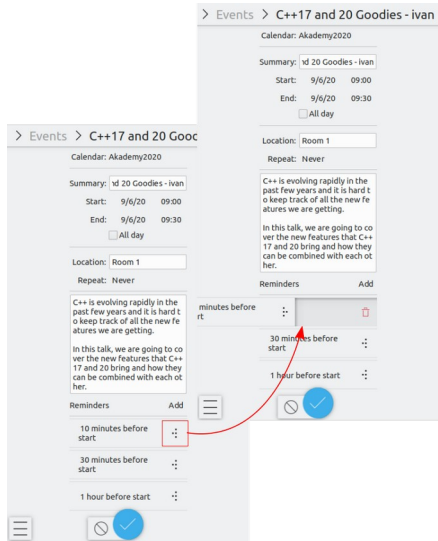 > Events > C++17 and 20 Goodies - ivan
Calendar: Akademy2020
Summary: nd 20 Goodies - ivan
Start: 9/6/20 09:00
End: 9/6/20 09:30
All day
Location: Room 1
Repeat: Never
C++ is evolving rapidly in the
past few years and it is hard t
o keep track of all the new fe
atures we are getting.
In this talk, we are going to co
ver the new features that C++
17 and 20 bring and how they
can be combined with each ot
her.
Reminders Add
minutes before
rt
30 minutes before
start
1 hour before start
> Events > C++17 and 20 Gooc
Calendar: Akademy2020
Summary: nd 20 Goodies - ivan
Start: 9/6/20 09:00
End: 9/6/20 09:30
All day
Location: Room 1
Repeat: Never
C++ is evolving rapidly in the
past few years and it is hard t
o keep track of all the new fe
atures we are getting.
In this talk, we are going to co
ver the new features that C++
17 and 20 bring and how they
can be combined with each ot
her.
Reminders Add
10 minutes before
start
30 minutes before
start
1 hour before start